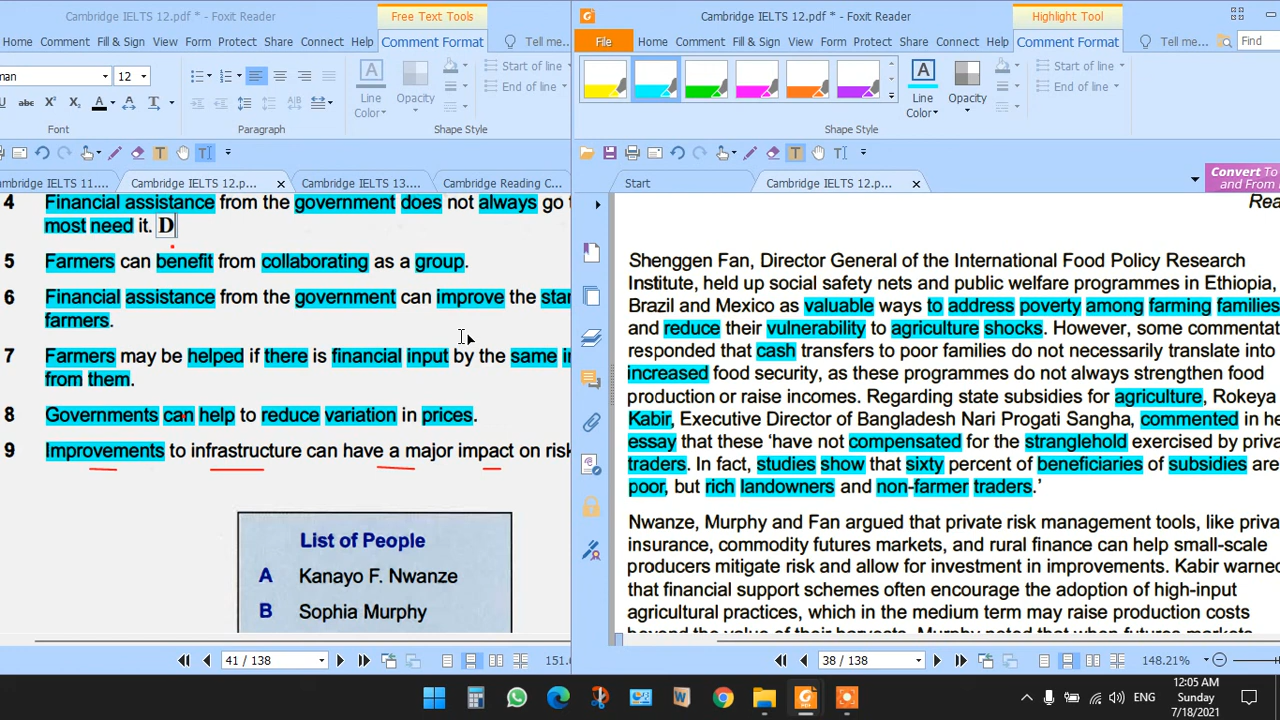 Cambridge IELTS 12.pdf * - Foxit Reader
Free Text Tools
Home Comment Fill & Sign View Form Protect Share Connect Help Comment Format Tell me...
12
Start of line
End of line
Line Color
Opacity
Font
Paragraph
Shape Style
Cambridge IELTS 12.p...
Cambridge IELTS 13....
Cambridge Reading C...
4 Financial assistance from the government does not always go
most need it. D
5 Farmers can benefit from collaborating as a group.
6 Financial assistance from the government can improve the
farmers.
7 Farmers may be helped if there is financial input by the same
from them.
8 Governments can help to reduce variation in prices.
9 Improvements to infrastructure can have a major impact on risk
List of People
A Kanayo F. Nwanze
B Sophia Murphy
41 / 138
Cambridge IELTS 12.pdf * - Foxit Reader
Highlight Tool
File Home Comment Fill & Sign View Form Protect Share Connect Help Comment Format Tell me... Find
Line Color
Opacity
Start of line
End of line
Shape Style
Start
Cambridge IELTS 12.p...
Convert To
and From
Shenggen Fan, Director General of the International Food Policy Research
Institute, held up social safety nets and public welfare programmes in Ethiopia,
Brazil and Mexico as valuable ways to address poverty among farming families
and reduce their vulnerability to agriculture shocks. However, some commentat
responded that cash transfers to poor families do not necessarily translate into
increased food security, as these programmes do not always strengthen food
production or raise incomes. Regarding state subsidies for agriculture, Rokeya
Kabir, Executive Director of Bangladesh Nari Progati Sangha, commented in he
essay that these ‘have not compensated for the stranglehold exercised by priva
traders. In fact, studies show that sixty percent of beneficiaries of subsidies are
poor, but rich landowners and non-farmer traders.’
Nwanze, Murphy and Fan argued that private risk management tools, like priva
insurance, commodity futures markets, and rural finance can help small-scale
producers mitigate risk and allow for investment in improvements. Kabir warned
that financial support schemes often encourage the adoption of high-input
agricultural practices, which in the medium term may raise production costs
beyond the value of their harvests. Murphy noted that when futures markets
38 / 138
148.21%
ENG
12:05 AM
Sunday
7/18/2021